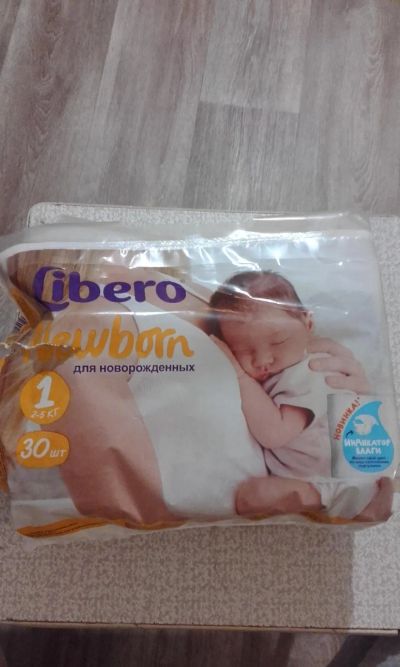 Libero
Newborn
для новорожденных
1
2-5 кг
30 шт
НОВИНКА!
ИНДИКАТОР
ВЛАГИ